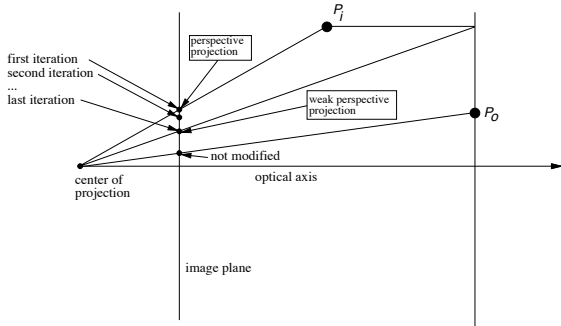 P_i
perspective
projection
first iteration
second iteration
...
last iteration
weak perspective
projection
P_o
not modified
center of
projection
optical axis
image plane